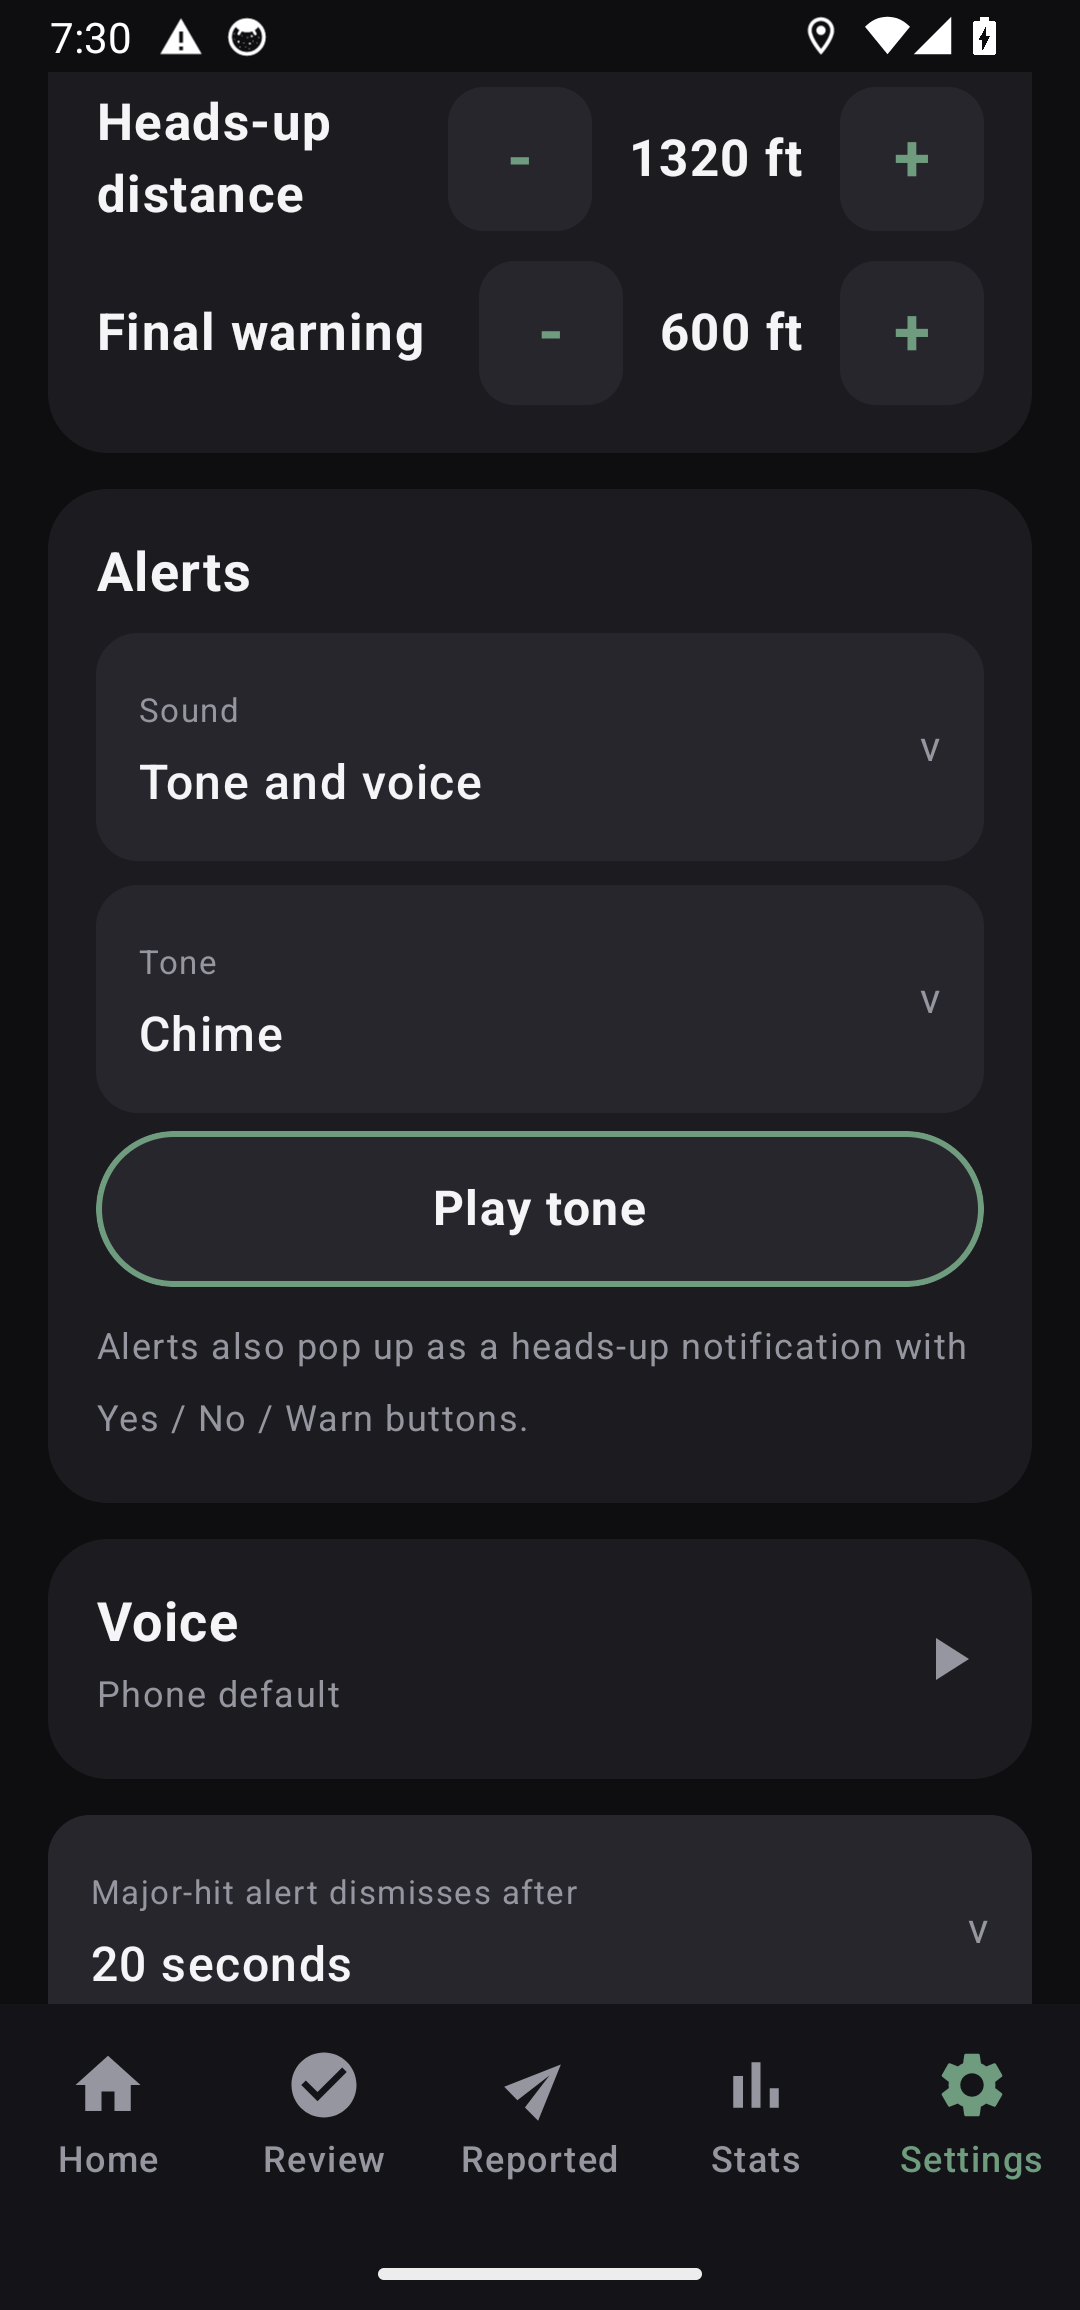 7:30
Heads-up
distance
- 1320 ft +
Final warning - 600 ft +
Alerts
Sound
Tone and voice
v
Tone
Chime
v
Play tone
Alerts also pop up as a heads-up notification with
Yes / No / Warn buttons.
Voice
Phone default
Major-hit alert dismisses after
20 seconds
v
Home Review Reported Stats Settings